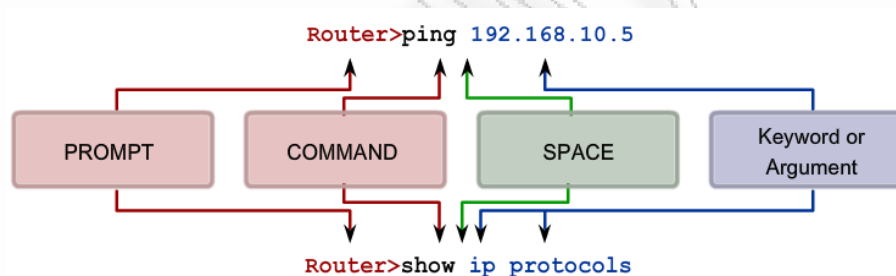 Router>ping 192.168.10.5
PROMPT
COMMAND
SPACE
Keyword or
Argument
Router>show ip protocols